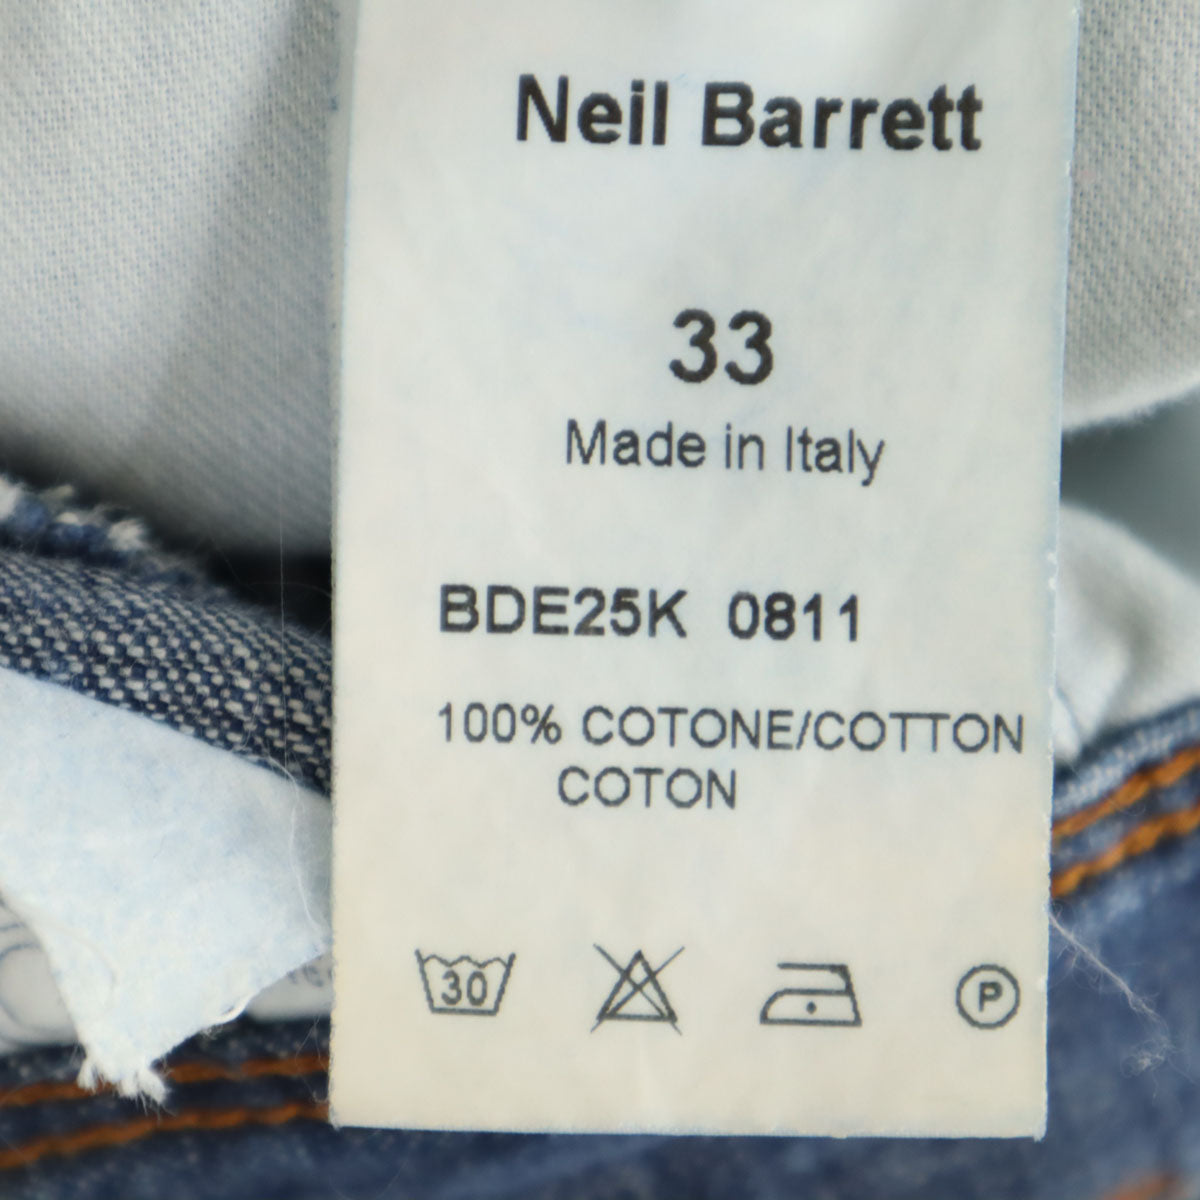 Neil Barrett
33
Made in Italy
BDE25K 0811
100% COTONE/COTTON
COTON
30 P